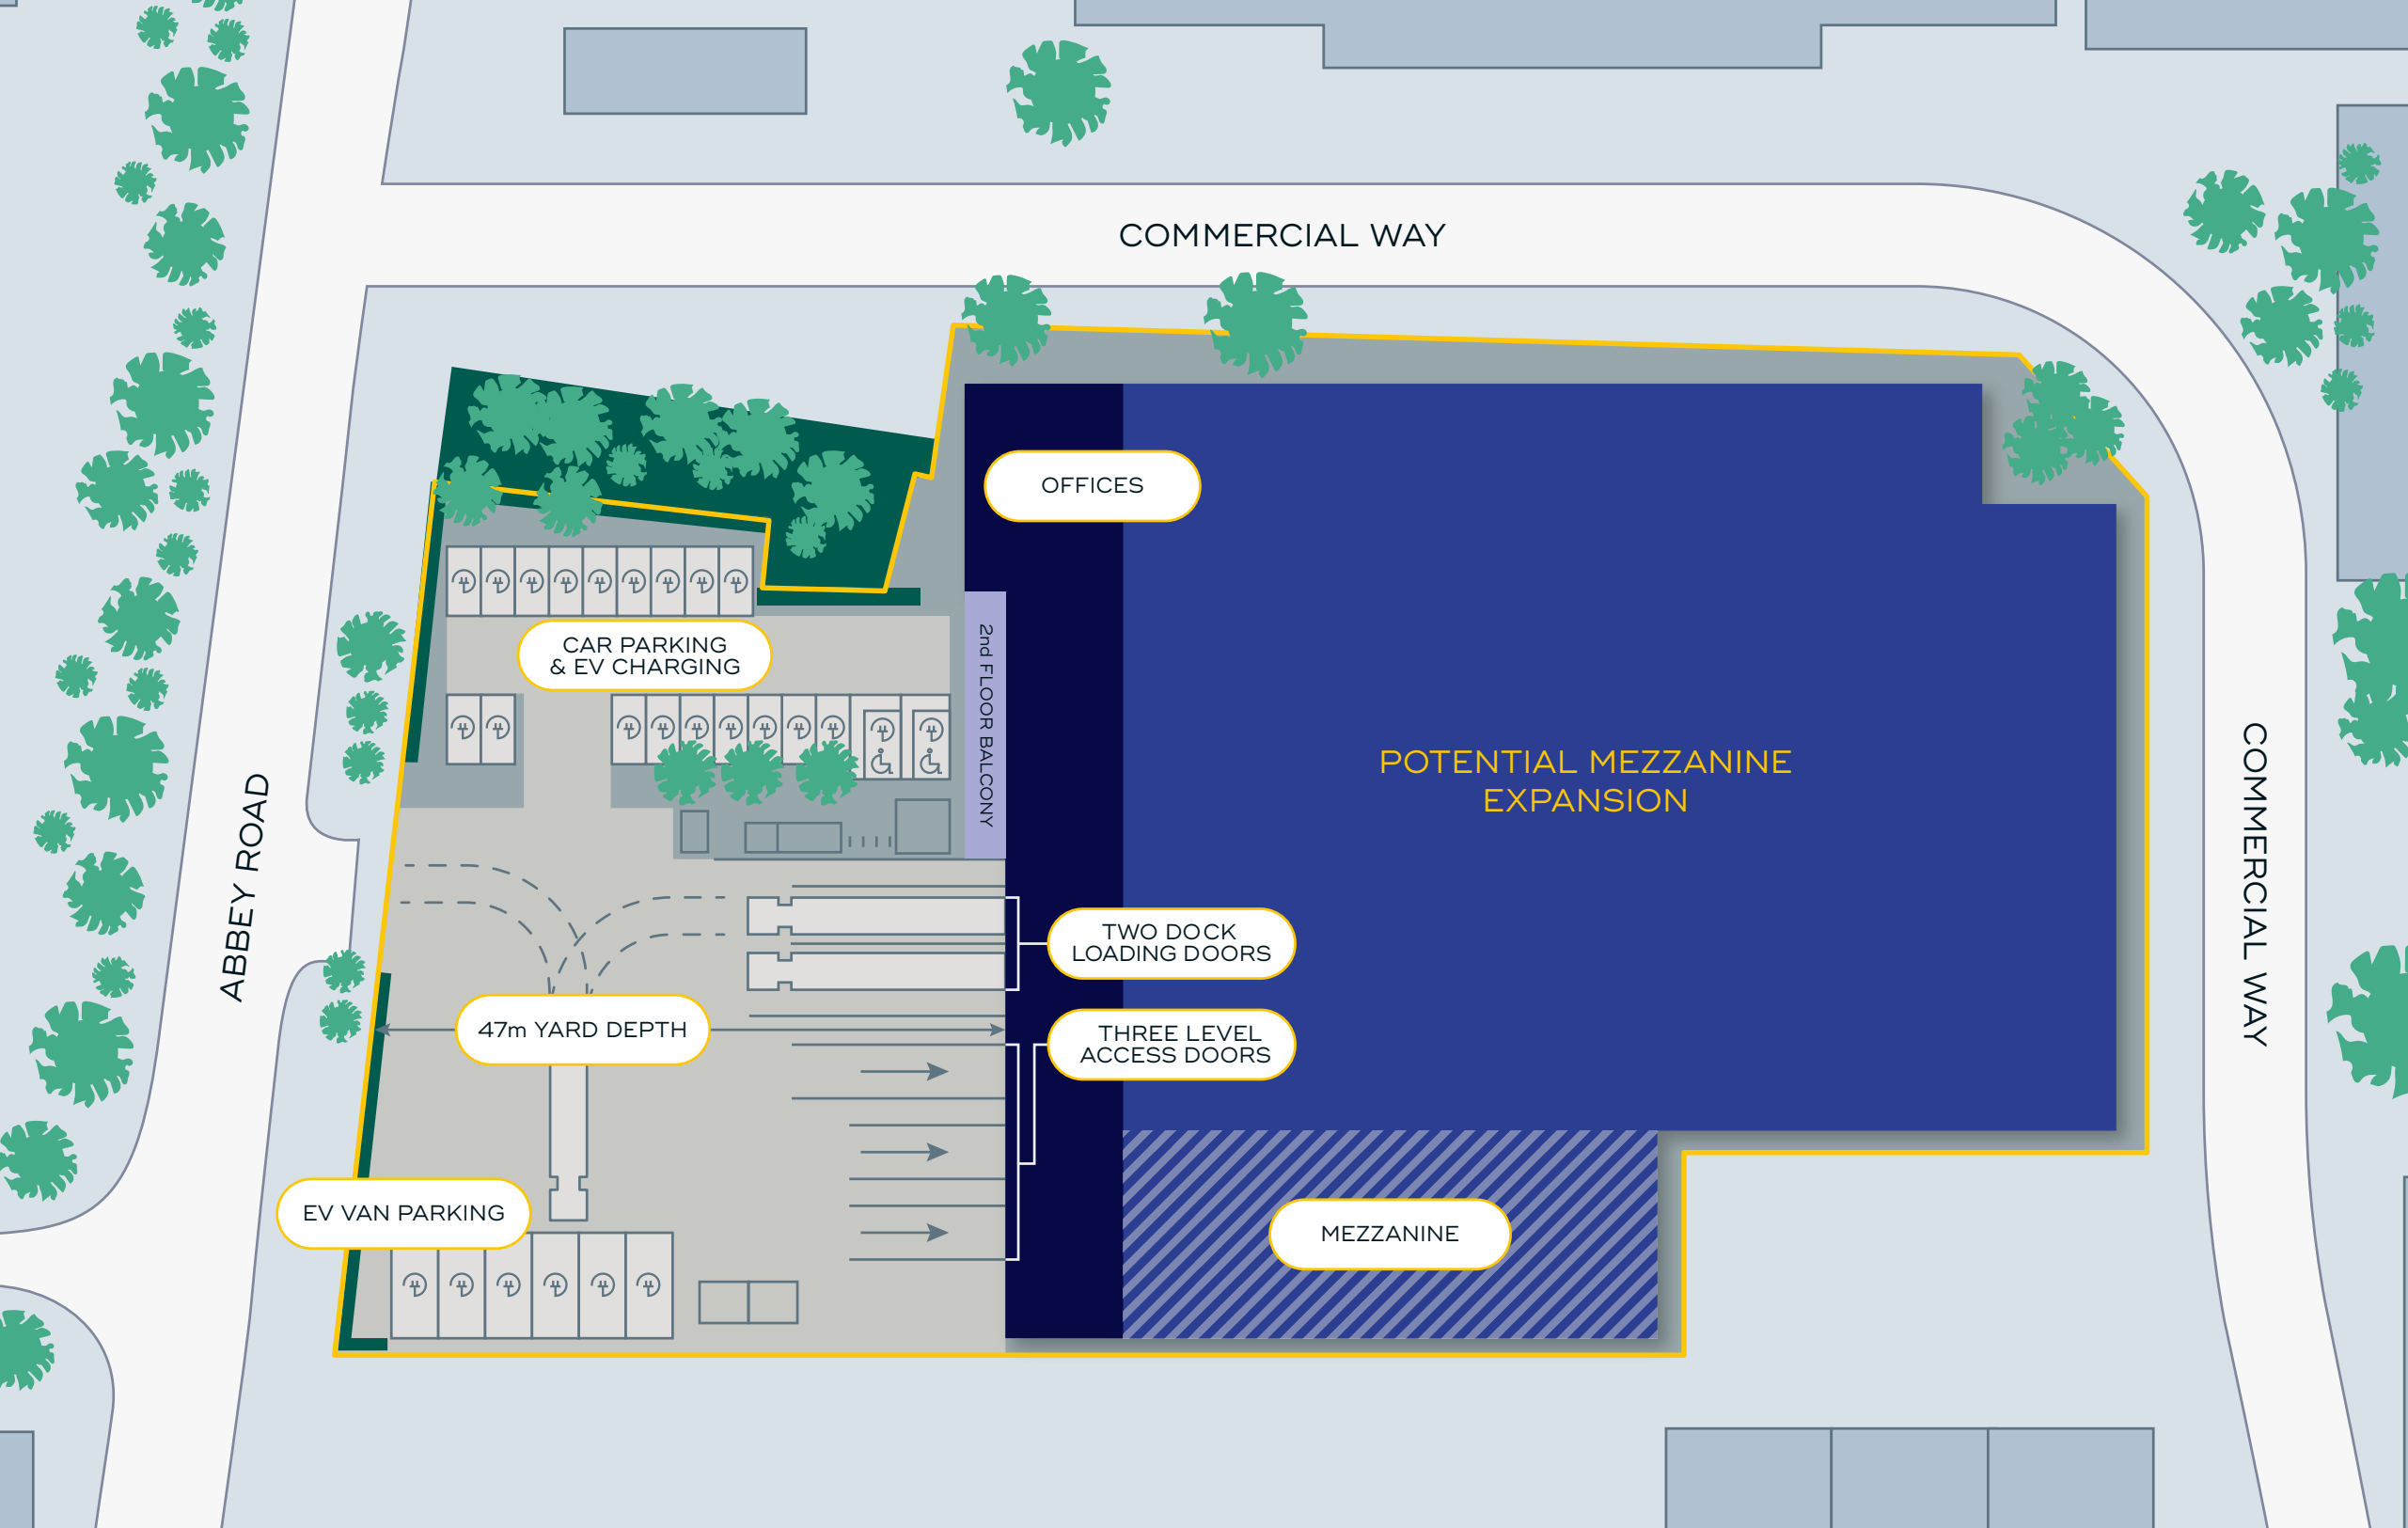 COMMERCIAL WAY
OFFICES
CAR PARKING
& EV CHARGING
2nd FLOOR BALCONY
POTENTIAL MEZZANINE
EXPANSION
COMMERCIAL WAY
ABBEY ROAD
TWO DOCK
LOADING DOORS
47m YARD DEPTH
THREE LEVEL
ACCESS DOORS
EV VAN PARKING
MEZZANINE